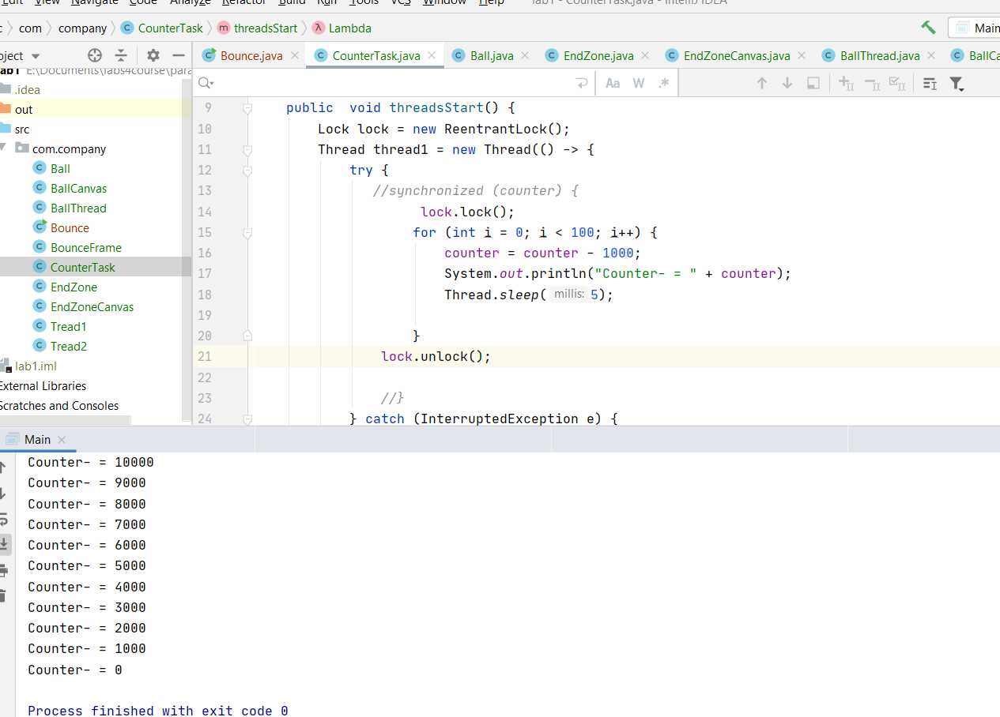 Edit View Navigate Code Analyze Refactor Build Run Tools VCS Window Help lab1 - CounterTask.java - IntelliJ IDEA
com company CounterTask threadsStart Lambda Main
Bounce.java CounterTask.java Ball.java EndZone.java EndZoneCanvas.java BallThread.java BallCa
oject
ab1 E:\Documents\labs4course\para
.idea
out
src
com.company
Ball
BallCanvas
BallThread
Bounce
BounceFrame
CounterTask
EndZone
EndZoneCanvas
Tread1
Tread2
lab1.iml
External Libraries
Scratches and Consoles
Aa W .*
9 public  void threadsStart() {
10 Lock lock = new ReentrantLock();
11 Thread thread1 = new Thread(() -> {
12 try {
13 //synchronized (counter) {
14 lock.lock();
15 for (int i = 0; i < 100; i++) {
16 counter = counter - 1000;
17 System.out.println("Counter- = " + counter);
18 Thread.sleep( millis: 5);
19
20 }
21 lock.unlock();
22
23 //}
24 } catch (InterruptedException e) {
Main
Counter- = 10000
Counter- = 9000
Counter- = 8000
Counter- = 7000
Counter- = 6000
Counter- = 5000
Counter- = 4000
Counter- = 3000
Counter- = 2000
Counter- = 1000
Counter- = 0
Process finished with exit code 0